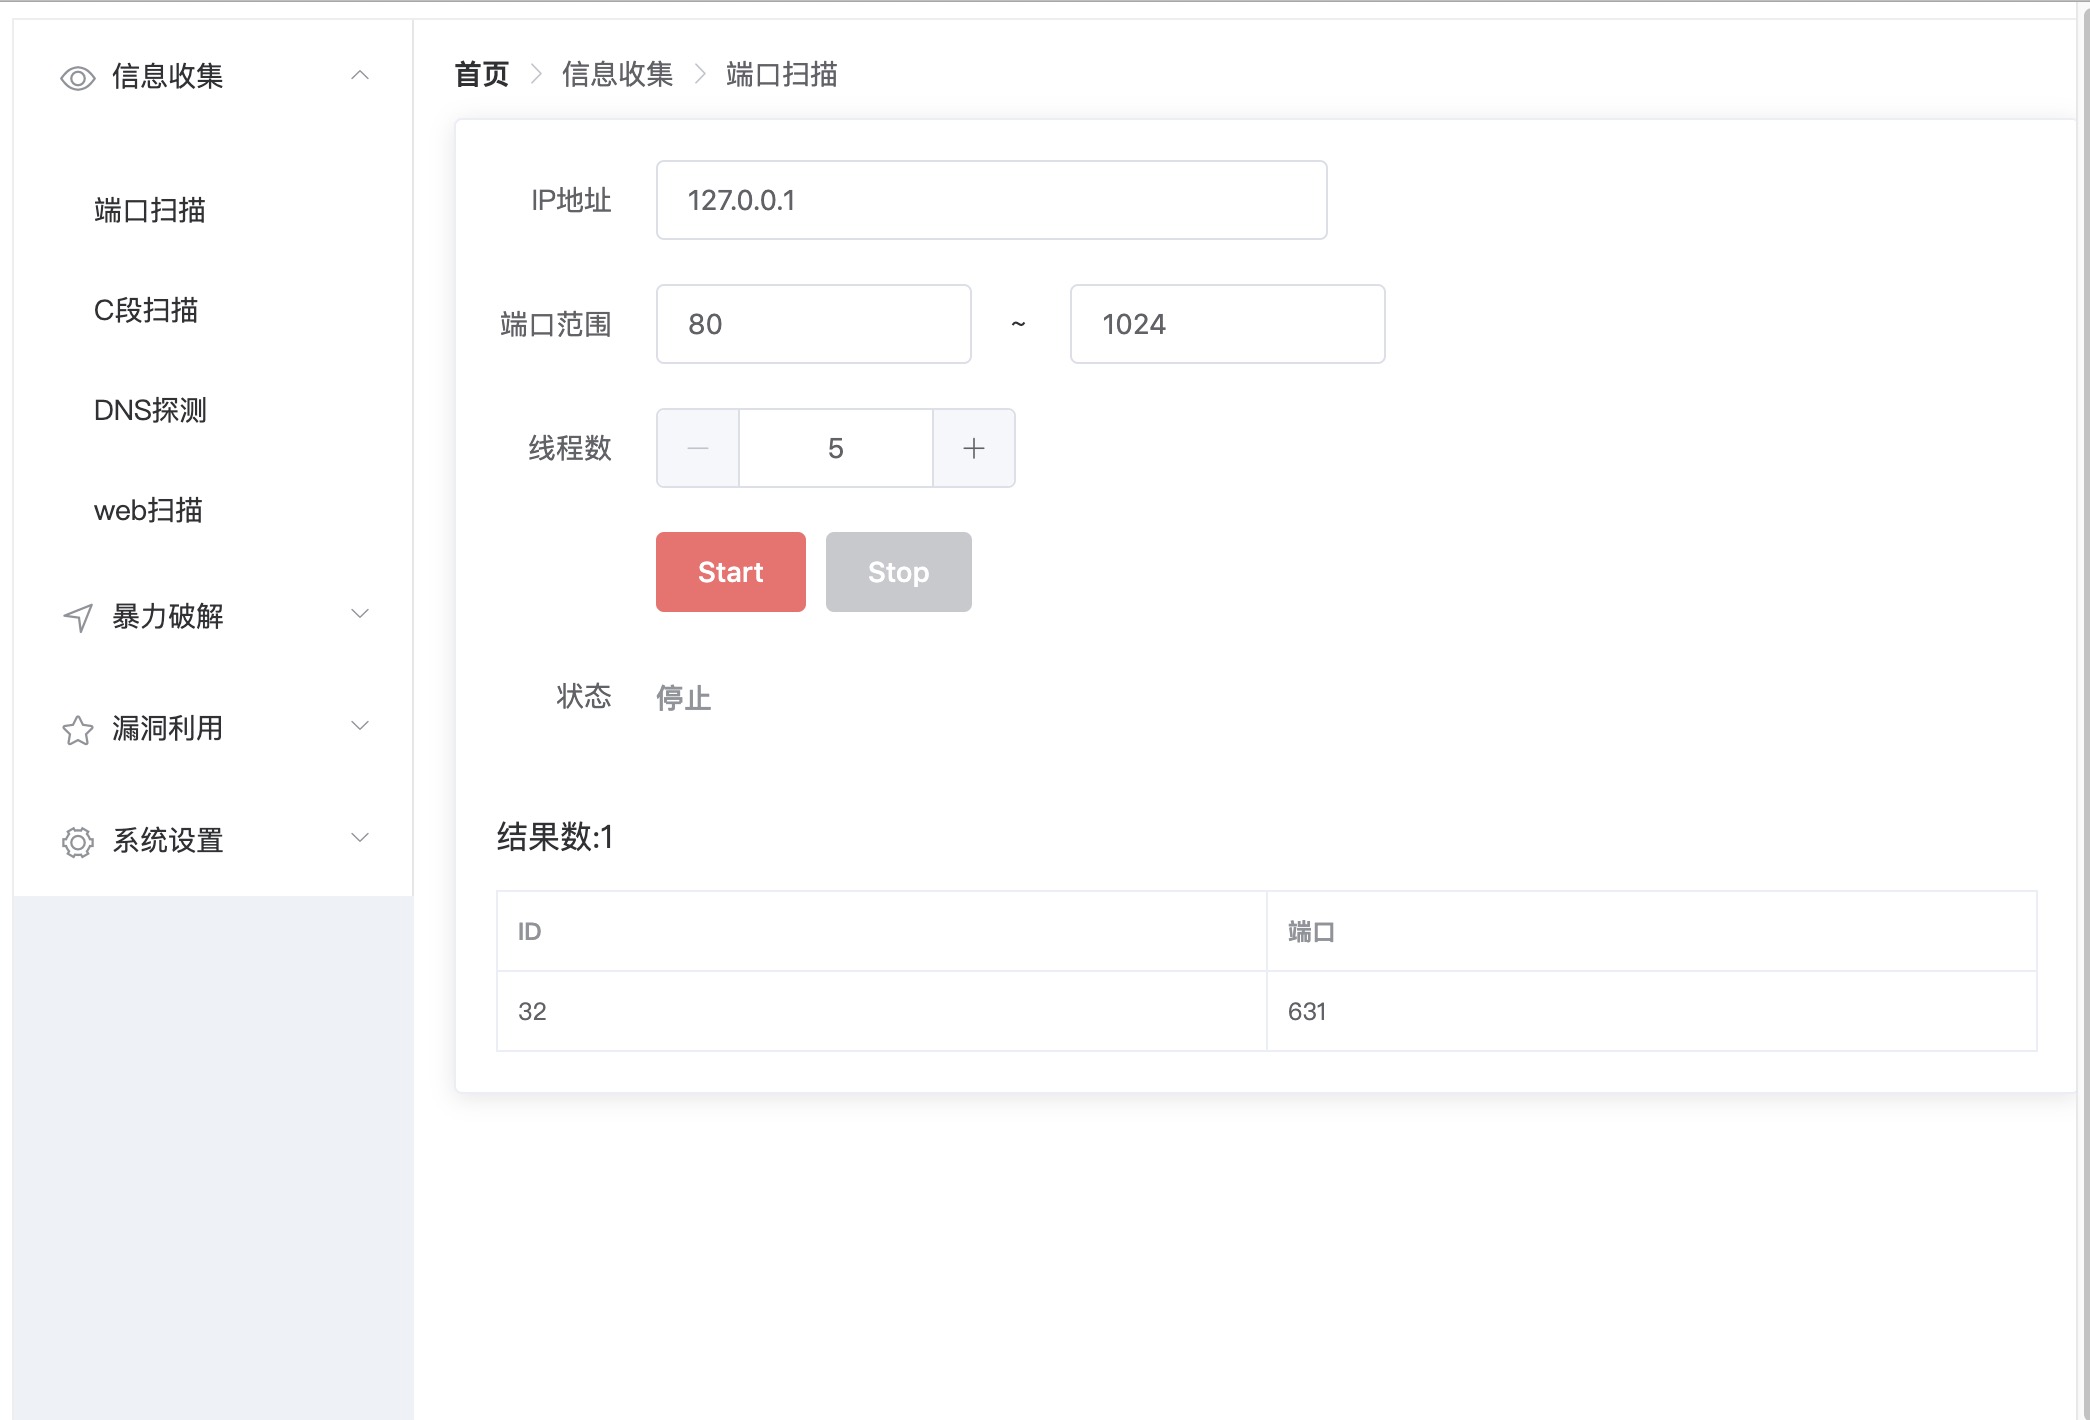 信息收集
端口扫描
C段扫描
DNS探测
web扫描
暴力破解
漏洞利用
系统设置
首页 > 信息收集 > 端口扫描
IP地址 127.0.0.1
端口范围 80 ~ 1024
线程数 — 5 +
Start Stop
状态 停止
结果数:1
ID 端口
32 631